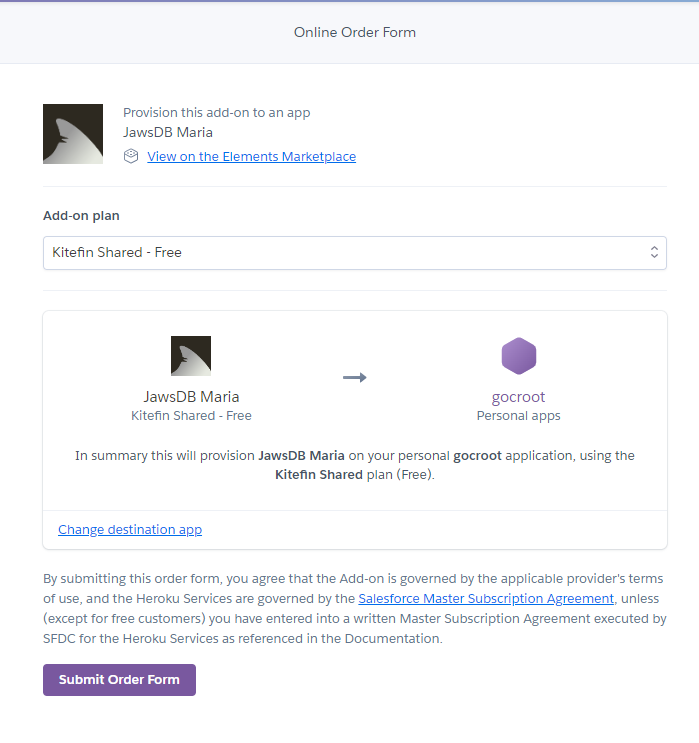 Online Order Form
Provision this add-on to an app
JawsDB Maria
View on the Elements Marketplace
Add-on plan
Kitefin Shared - Free
JawsDB Maria
Kitefin Shared - Free
gocroot
Personal apps
In summary this will provision JawsDB Maria on your personal gocroot application, using the
Kitefin Shared plan (Free).
Change destination app
By submitting this order form, you agree that the Add-on is governed by the applicable provider's terms
of use, and the Heroku Services are governed by the Salesforce Master Subscription Agreement, unless
(except for free customers) you have entered into a written Master Subscription Agreement executed by
SFDC for the Heroku Services as referenced in the Documentation.
Submit Order Form